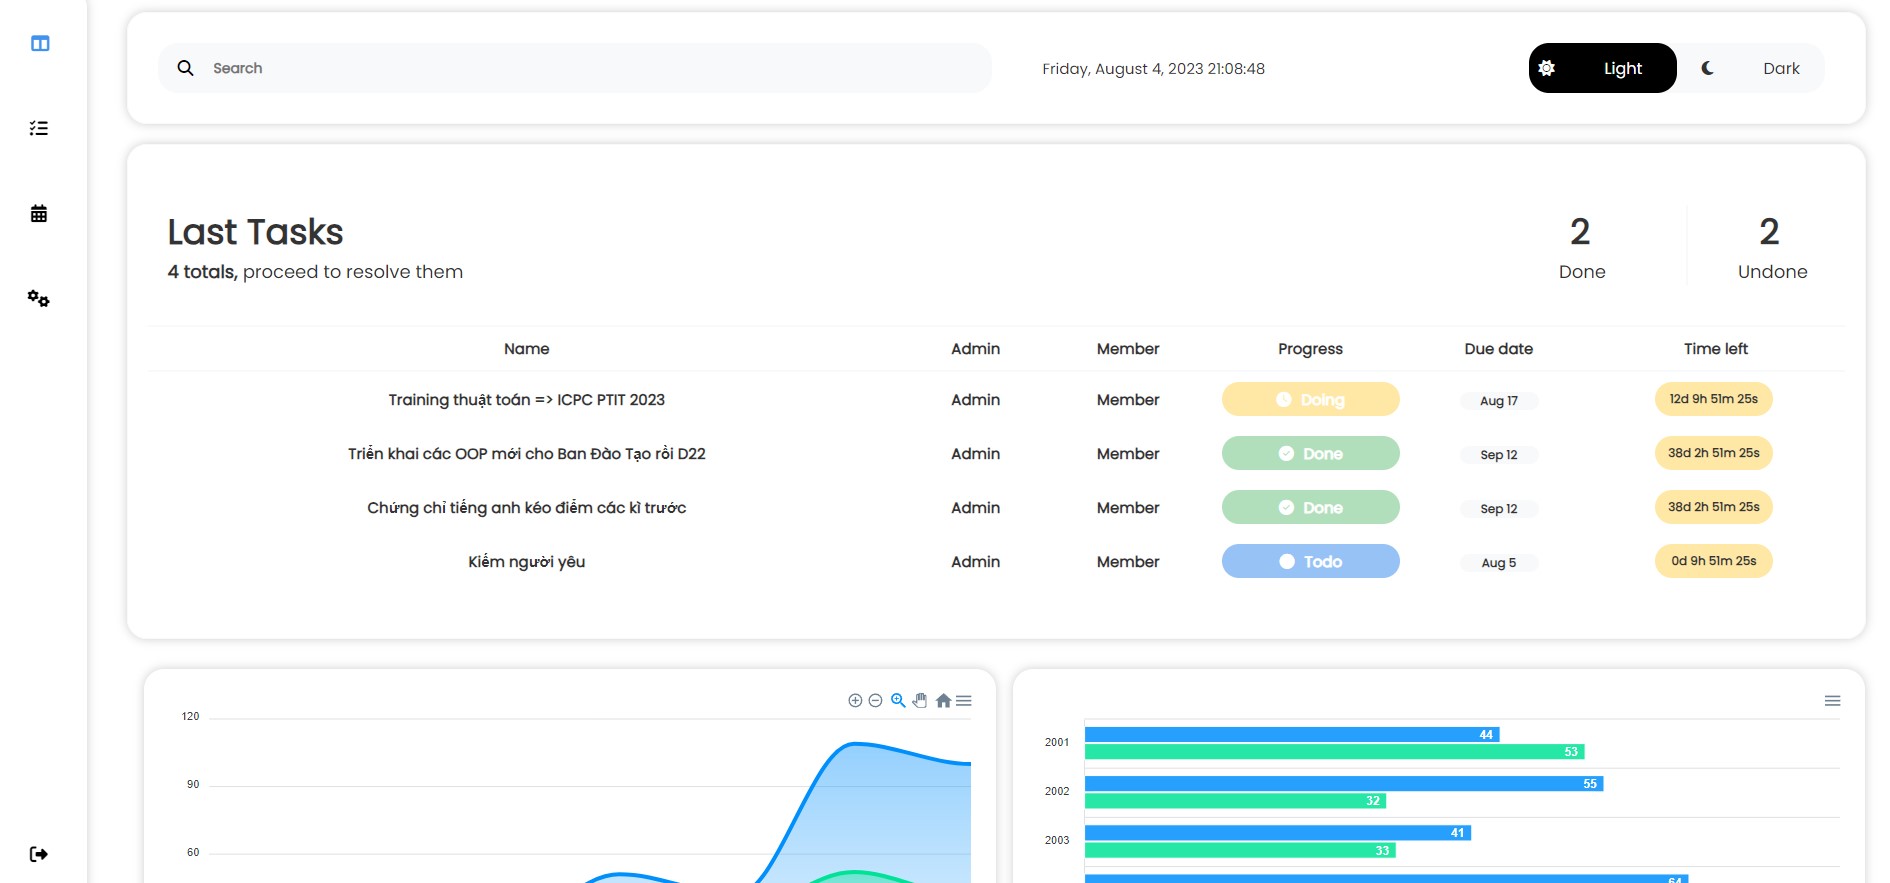 Search
Friday, August 4, 2023 21:08:48
Light
Dark
Last Tasks
4 totals, proceed to resolve them
2
Done
2
Undone
Name Admin Member Progress Due date Time left
Training thuật toán => ICPC PTIT 2023 Admin Member Doing Aug 17 12d 9h 51m 25s
Triển khai các OOP mới cho Ban Đào Tạo rồi D22 Admin Member Done Sep 12 38d 2h 51m 25s
Chứng chỉ tiếng anh kéo điểm các kì trước Admin Member Done Sep 12 38d 2h 51m 25s
Kiếm người yêu Admin Member Todo Aug 5 0d 9h 51m 25s
120
90
60
2001
44
53
2002
55
32
2003
41
33
64